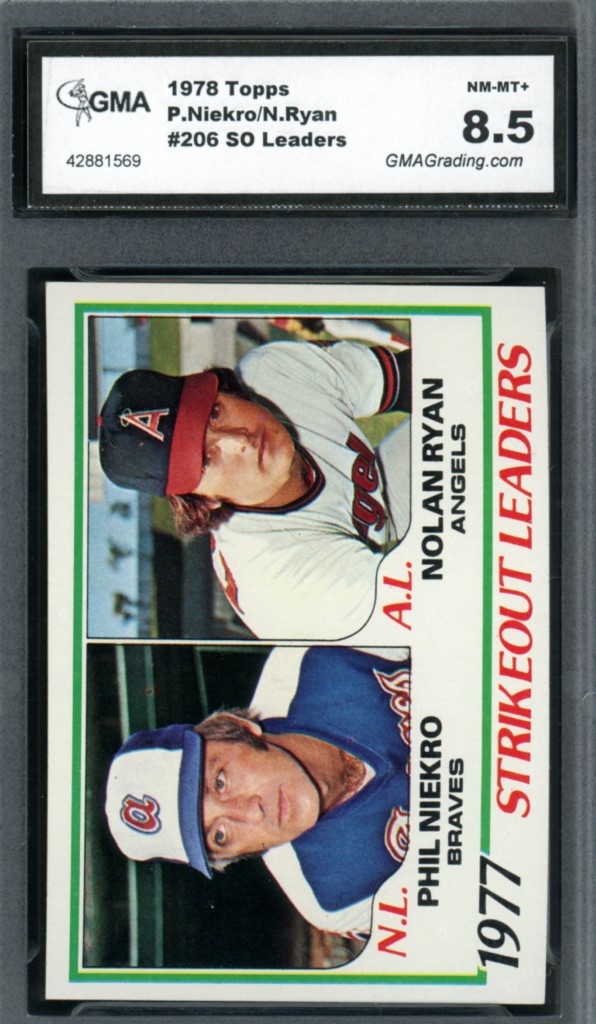 GMA
1978 Topps
P.Niekro/N.Ryan
#206 SO Leaders
42881569
NM-MT+
8.5
GMAGrading.com
A
gel
a
N.L.
PHIL NIEKRO
BRAVES
A.L.
NOLAN RYAN
ANGELS
1977 STRIKEOUT LEADERS